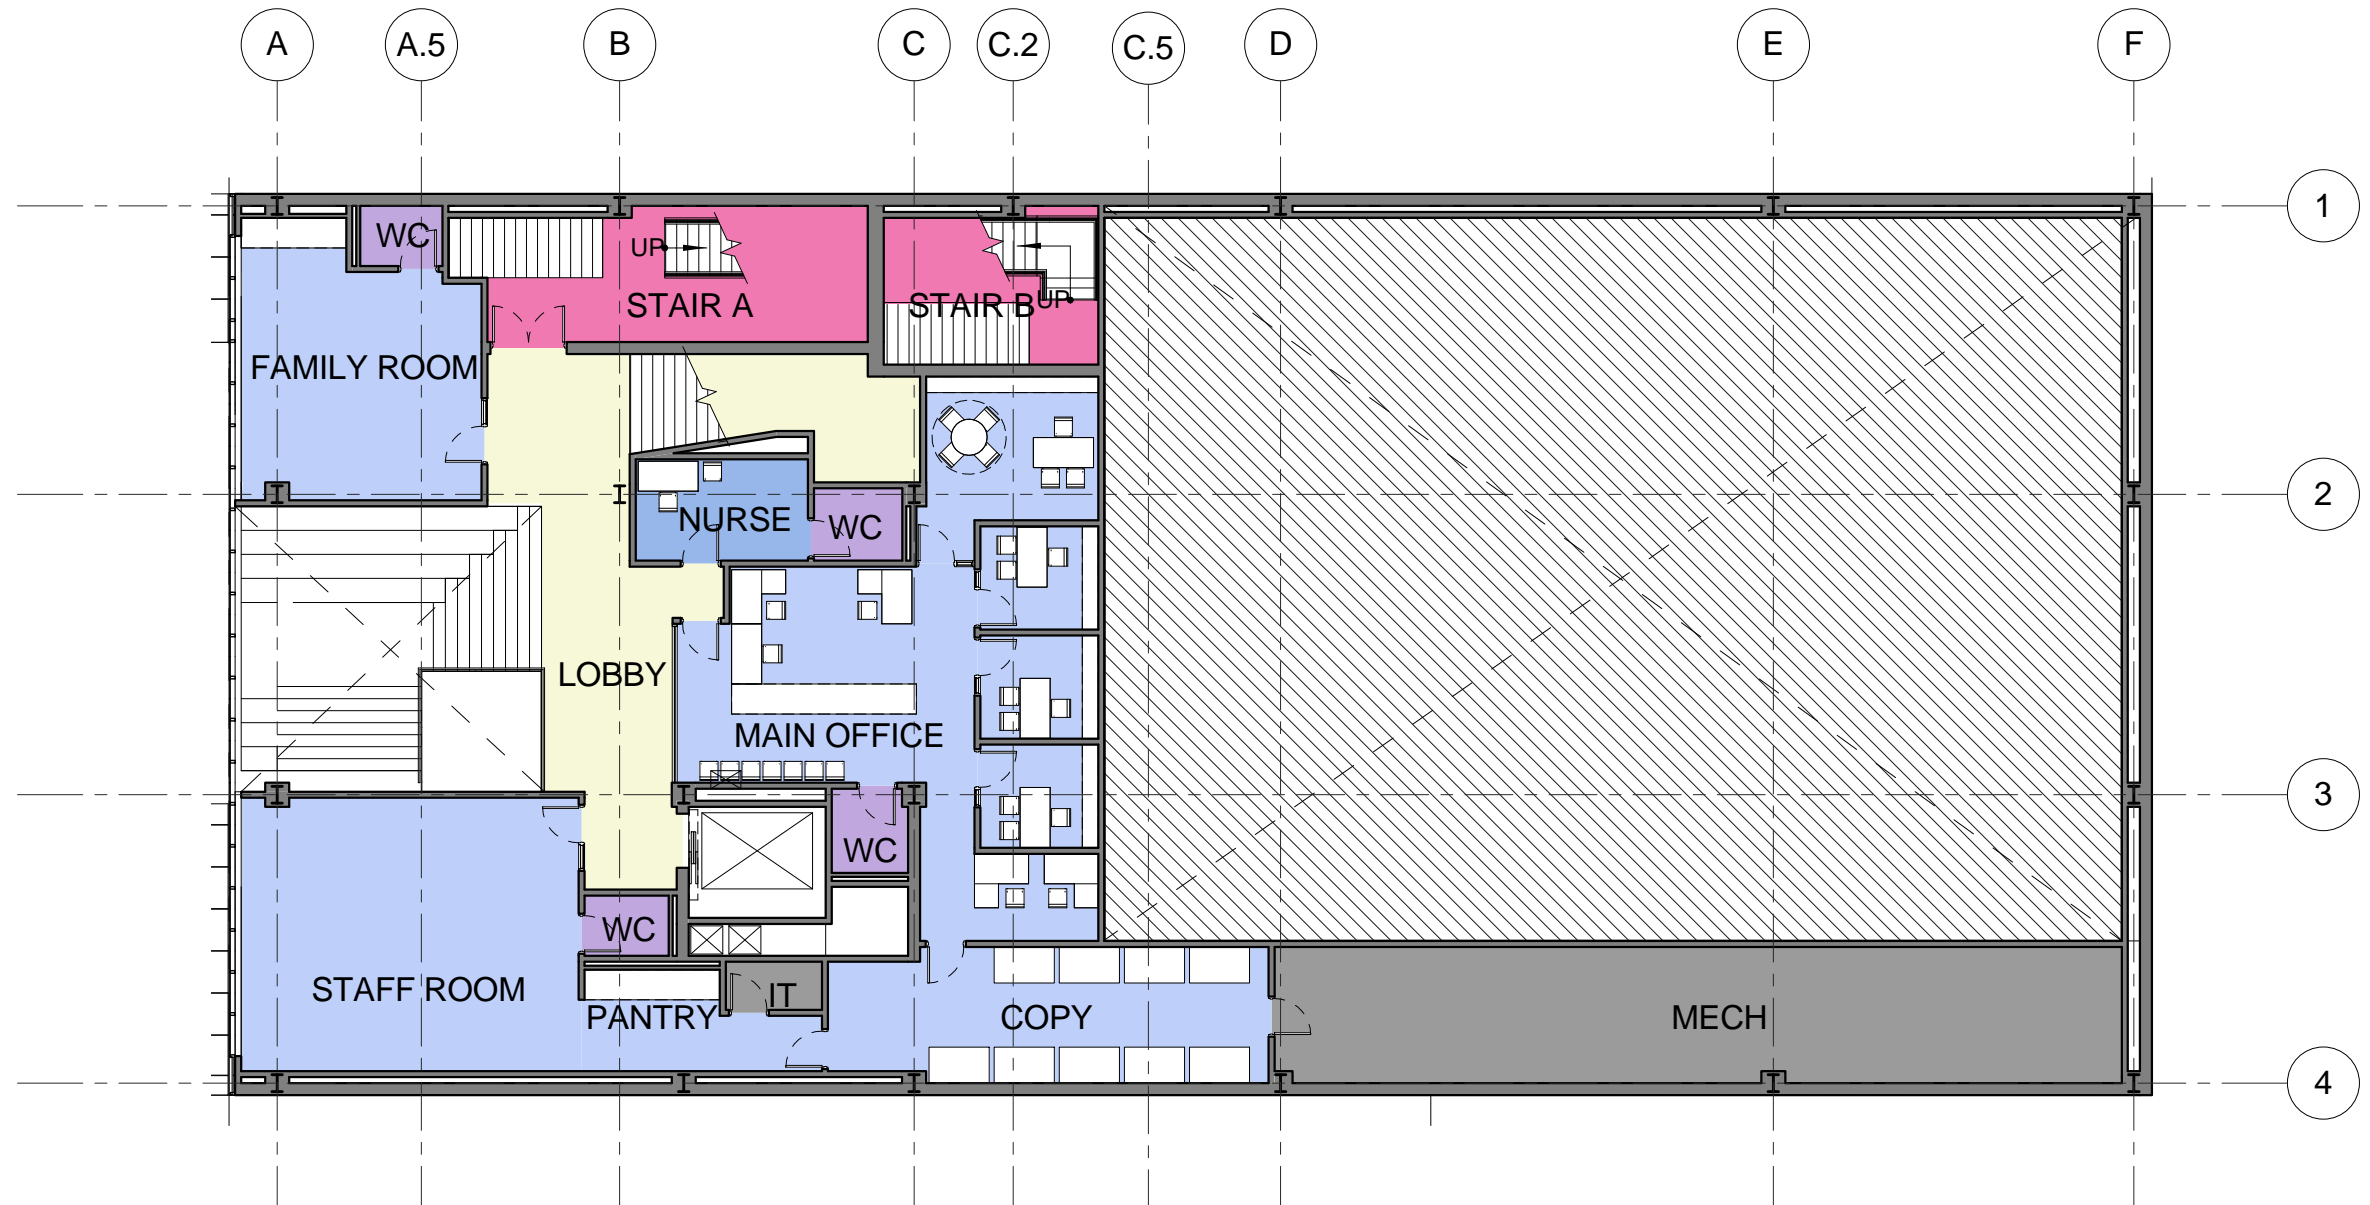 A
A.5
B
C
C.2
C.5
D
E
F
1
WC
UP
STAIR A
STAIR B
UP
FAMILY ROOM
2
NURSE
WC
LOBBY
MAIN OFFICE
3
WC
WC
STAFF ROOM
IT
PANTRY
COPY
MECH
4